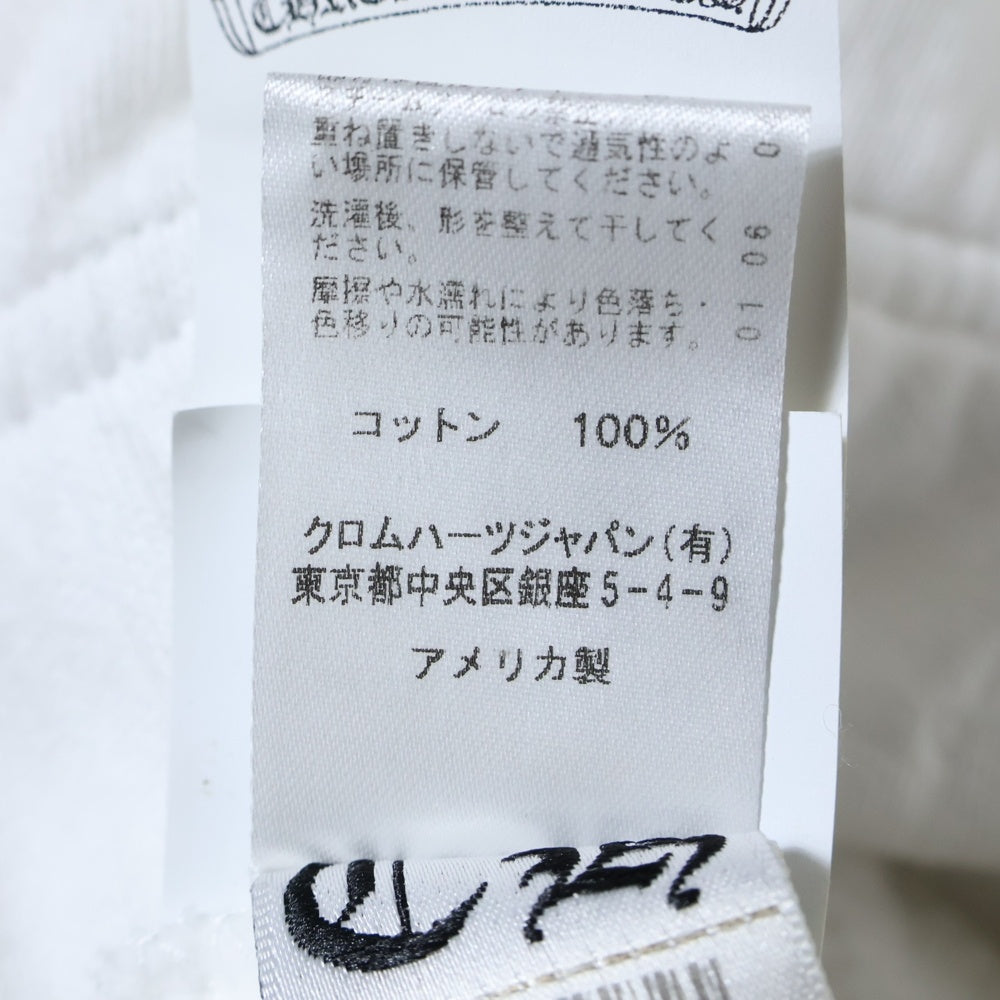 重ね置きしないで通気性のよ
い場所に保管してください。
洗濯後、形を整えて干してく
ださい。
摩擦や水濡れにより色落ち・
色移りの可能性があります。
コットン 100%
クロムハーツジャパン(有)
東京都中央区銀座5-4-9
アメリカ製
01 06 0